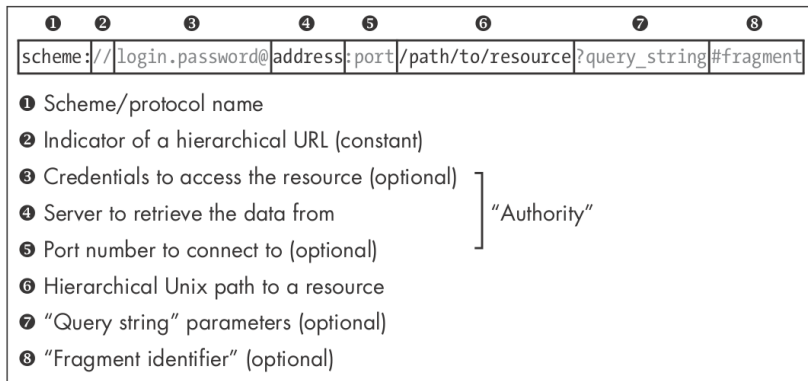 ❶ ❷ ❸ ❹ ❺ ❻ ❼ ❽
scheme://login.password@address:port/path/to/resource?query_string#fragment
❶ Scheme/protocol name
❷ Indicator of a hierarchical URL (constant)
❸ Credentials to access the resource (optional)
❹ Server to retrieve the data from
“Authority”
❺ Port number to connect to (optional)
❻ Hierarchical Unix path to a resource
❼ “Query string” parameters (optional)
❽ “Fragment identifier” (optional)